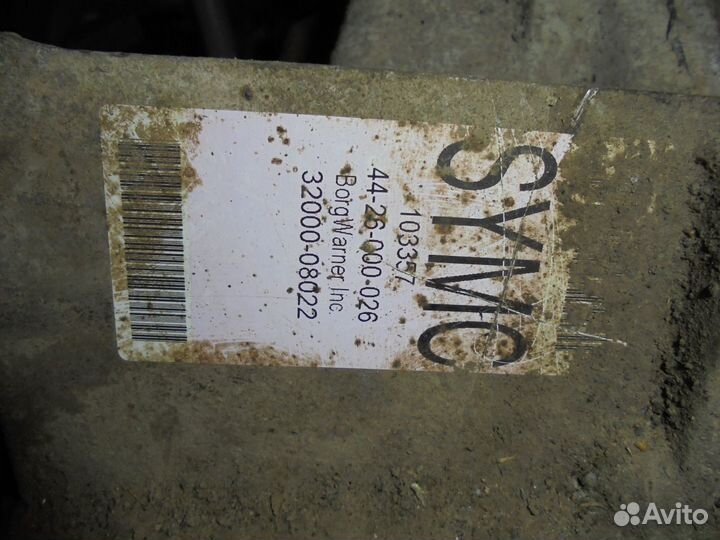 SYMC
103357
44-26-000-026
BorgWarner Inc.
32000-08022
Avito